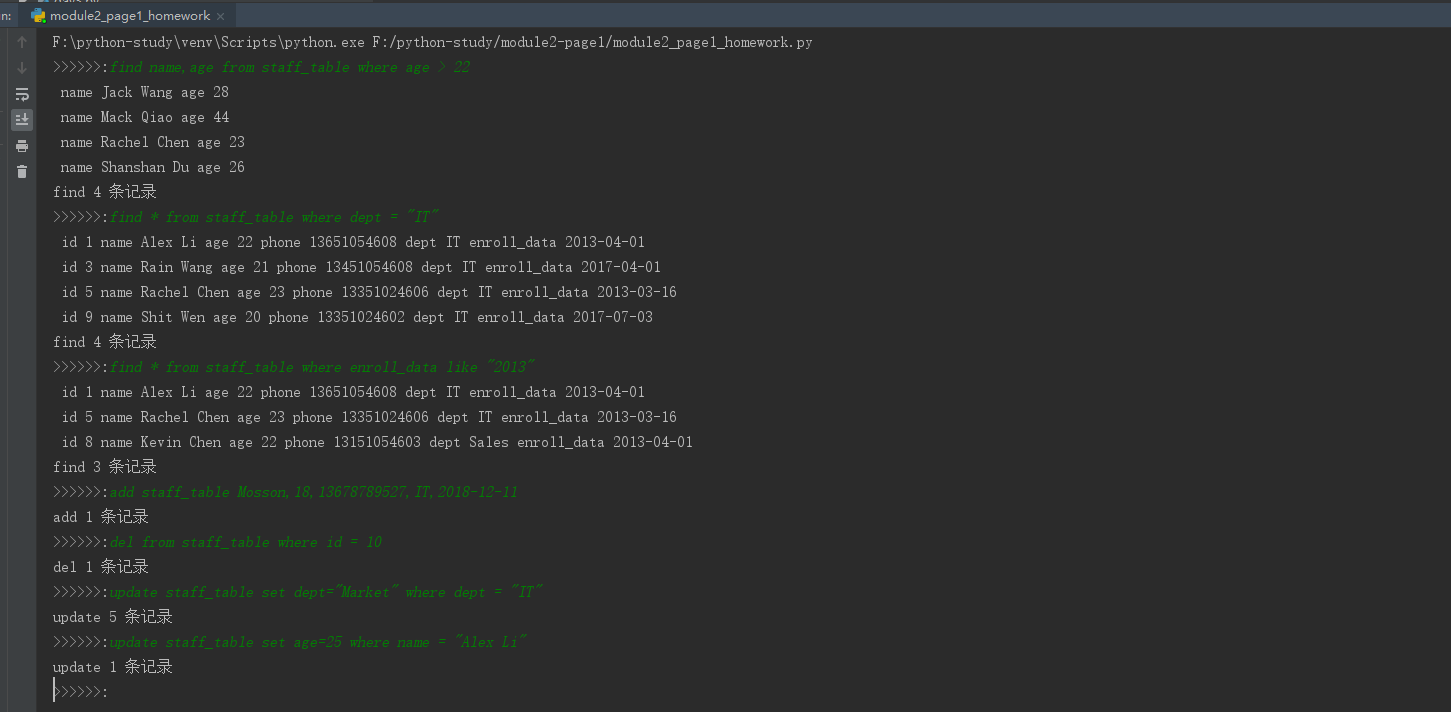 n:
module2_page1_homework ×
F:\python-study\venv\Scripts\python.exe F:/python-study/module2-page1/module2_page1_homework.py
>>>>>>:find name,age from staff_table where age > 22
name Jack Wang age 28
name Mack Qiao age 44
name Rachel Chen age 23
name Shanshan Du age 26
find 4 条记录
>>>>>>:find * from staff_table where dept = "IT"
id 1 name Alex Li age 22 phone 13651054608 dept IT enroll_data 2013-04-01
id 3 name Rain Wang age 21 phone 13451054608 dept IT enroll_data 2017-04-01
id 5 name Rachel Chen age 23 phone 13351024606 dept IT enroll_data 2013-03-16
id 9 name Shit Wen age 20 phone 13351024602 dept IT enroll_data 2017-07-03
find 4 条记录
>>>>>>:find * from staff_table where enroll_data like "2013"
id 1 name Alex Li age 22 phone 13651054608 dept IT enroll_data 2013-04-01
id 5 name Rachel Chen age 23 phone 13351024606 dept IT enroll_data 2013-03-16
id 8 name Kevin Chen age 22 phone 13151054603 dept Sales enroll_data 2013-04-01
find 3 条记录
>>>>>>:add staff_table Mosson,18,13678789527,IT,2018-12-11
add 1 条记录
>>>>>>:del from staff_table where id = 10
del 1 条记录
>>>>>>:update staff_table set dept="Market" where dept = "IT"
update 5 条记录
>>>>>>:update staff_table set age=25 where name = "Alex Li"
update 1 条记录
>>>>>>: